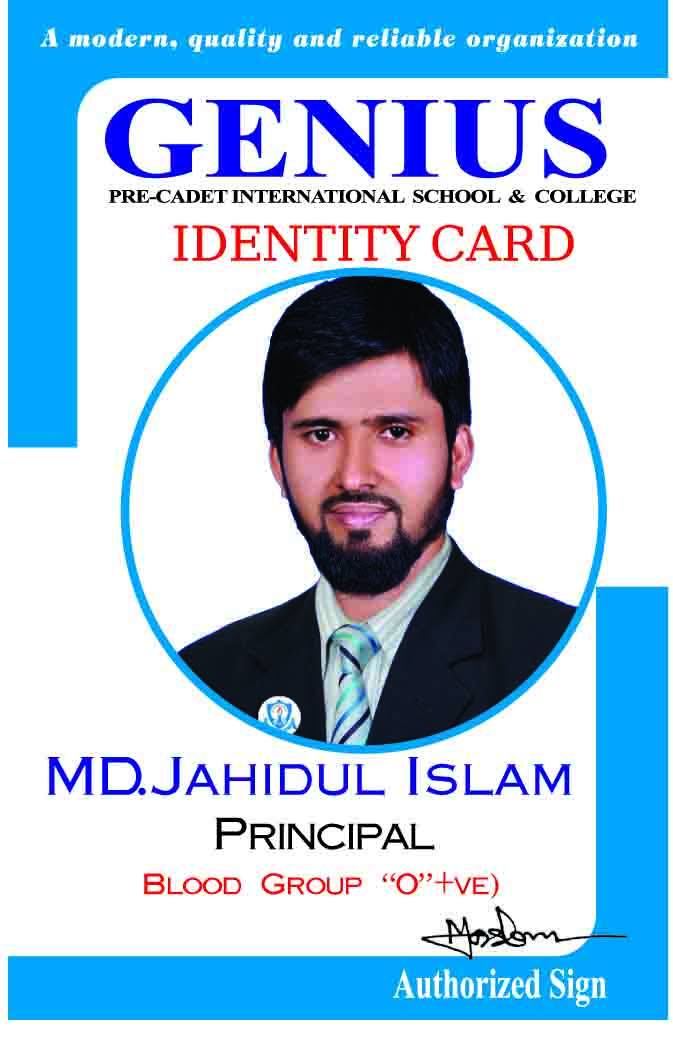 A modern, quality and reliable organization
GENIUS
PRE-CADET INTERNATIONAL SCHOOL & COLLEGE
IDENTITY CARD
MD.JAHIDUL ISLAM
PRINCIPAL
BLOOD GROUP “O”+VE)
Authorized Sign